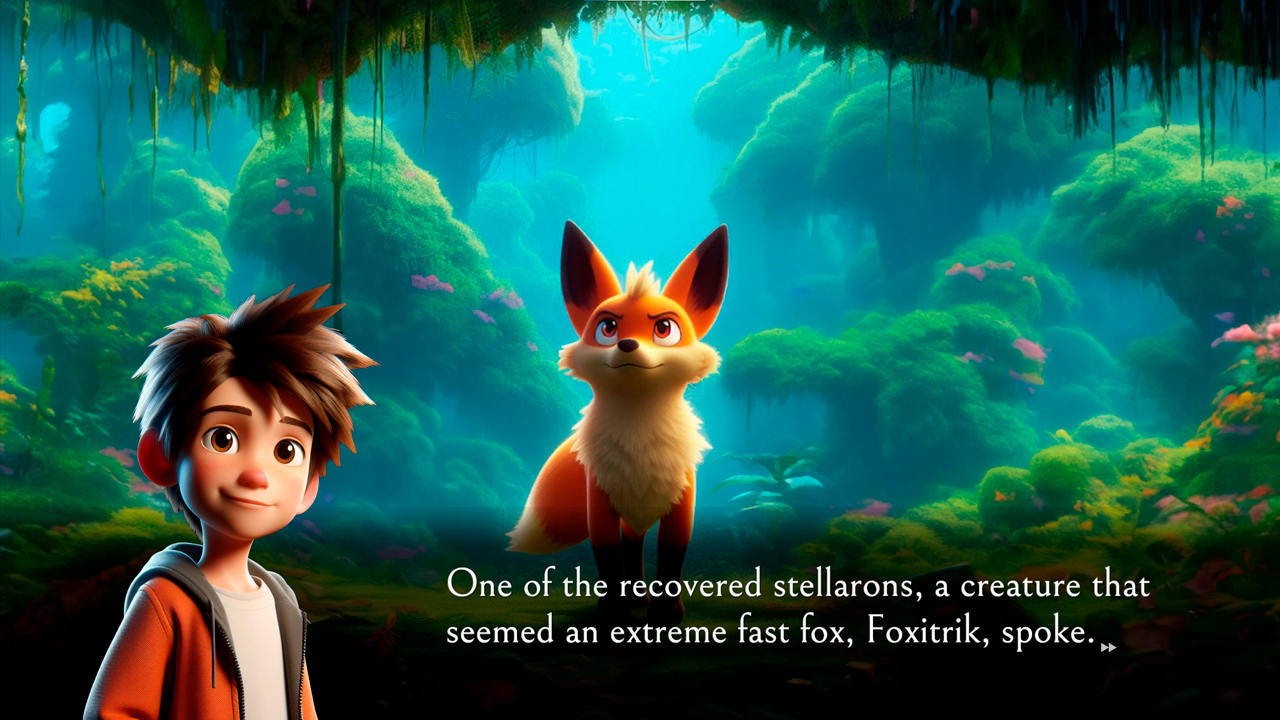 One of the recovered stellarons, a creature that
seemed an extreme fast fox, Foxitrik, spoke.